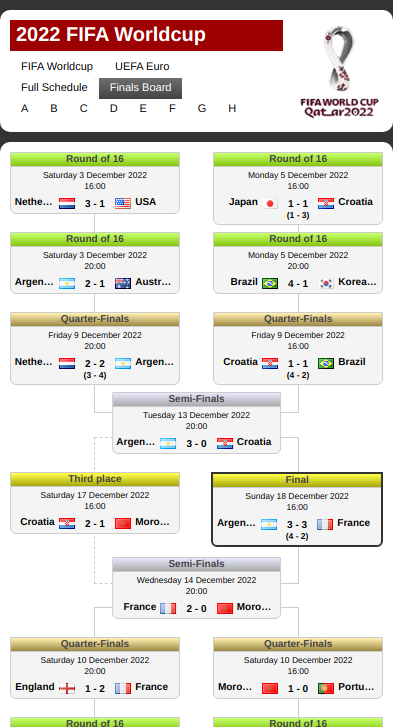 2022 FIFA Worldcup
FIFA Worldcup UEFA Euro
Full Schedule Finals Board
A B C D E F G H
FIFA WORLD CUP
Qatar2022
Round of 16
Saturday 3 December 2022
16:00
Nethe... 3 - 1 USA
Round of 16
Monday 5 December 2022
16:00
Japan 1 - 1 Croatia
(1 - 3)
Round of 16
Saturday 3 December 2022
20:00
Argen... 2 - 1 Austr...
Round of 16
Monday 5 December 2022
20:00
Brazil 4 - 1 Korea...
Quarter-Finals
Friday 9 December 2022
20:00
Nethe... 2 - 2 Argen...
(3 - 4)
Quarter-Finals
Friday 9 December 2022
16:00
Croatia 1 - 1 Brazil
(4 - 2)
Semi-Finals
Tuesday 13 December 2022
20:00
Argen... 3 - 0 Croatia
Third place
Saturday 17 December 2022
16:00
Croatia 2 - 1 Moro...
Final
Sunday 18 December 2022
16:00
Argen... 3 - 3 France
(4 - 2)
Semi-Finals
Wednesday 14 December 2022
20:00
France 2 - 0 Moro...
Quarter-Finals
Saturday 10 December 2022
20:00
England 1 - 2 France
Quarter-Finals
Saturday 10 December 2022
16:00
Moro... 1 - 0 Portu...
Round of 16
Round of 16